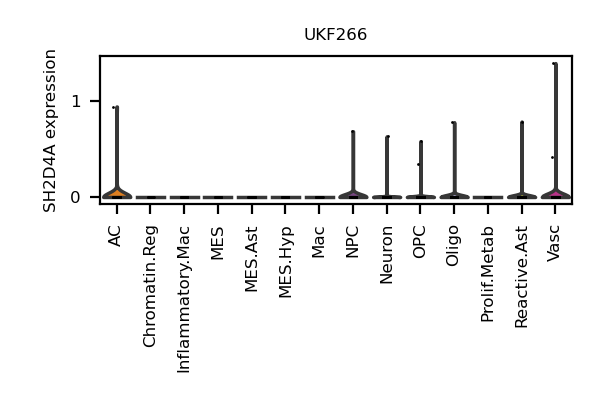 UKF266
SH2D4A expression
1
0
AC
Chromatin.Reg
Inflammatory.Mac
MES
MES.Ast
MES.Hyp
Mac
NPC
Neuron
OPC
Oligo
Prolif.Metab
Reactive.Ast
Vasc